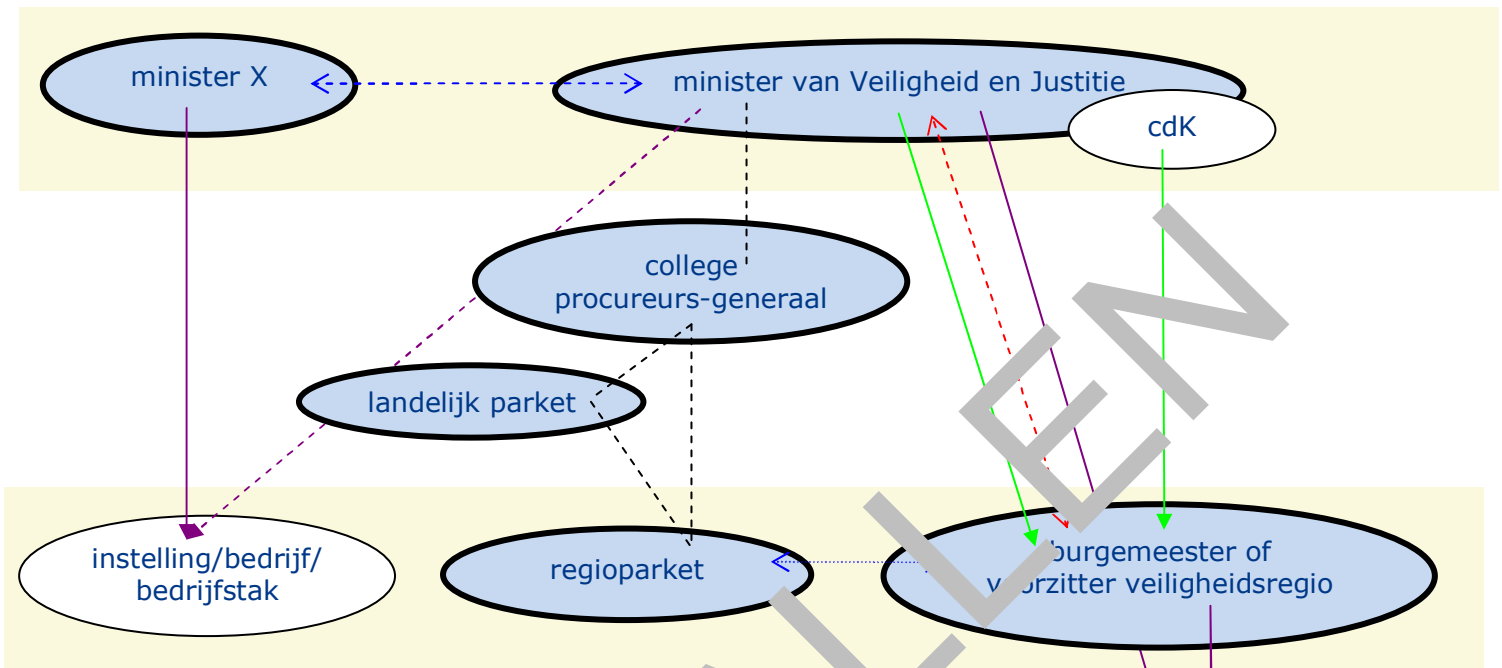 minister X
minister van Veiligheid en Justitie
cdK
college
procureurs-generaal
landelijk parket
instelling/bedrijf/
bedrijfstak
regioparket
burgemeester of
voorzitter veiligheidsregio
LLEN